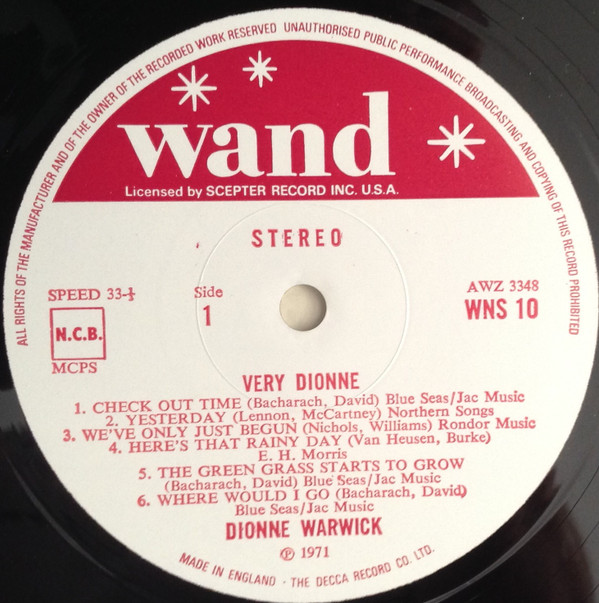 ALL RIGHTS OF THE MANUFACTURER AND OF THE OWNER OF THE RECORDED WORK RESERVED UNAUTHORISED PUBLIC PERFORMANCE BROADCASTING AND COPYING OF THIS RECORD PROHIBITED
wand
Licensed by SCEPTER RECORD INC. U.S.A.
STEREO
SPEED 33-⅓
Side
1
AWZ 3348
WNS 10
N.C.B.
MCPS
VERY DIONNE
1. CHECK OUT TIME (Bacharach, David) Blue Seas/Jac Music
2. YESTERDAY (Lennon, McCartney) Northern Songs
3. WE'VE ONLY JUST BEGUN (Nichols, Williams) Rondor Music
4. HERE'S THAT RAINY DAY (Van Heusen, Burke)
E. H. Morris
5. THE GREEN GRASS STARTS TO GROW
(Bacharach, David) Blue Seas/Jac Music
6. WHERE WOULD I GO (Bacharach, David)
Blue Seas/Jac Music
DIONNE WARWICK
℗ 1971
MADE IN ENGLAND - THE DECCA RECORD CO. LTD.